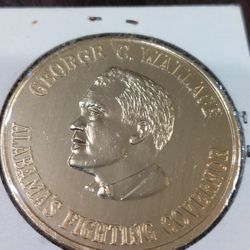 GEORGE C. WALLACE
ALABAMA'S FIGHTING GOVERNOR